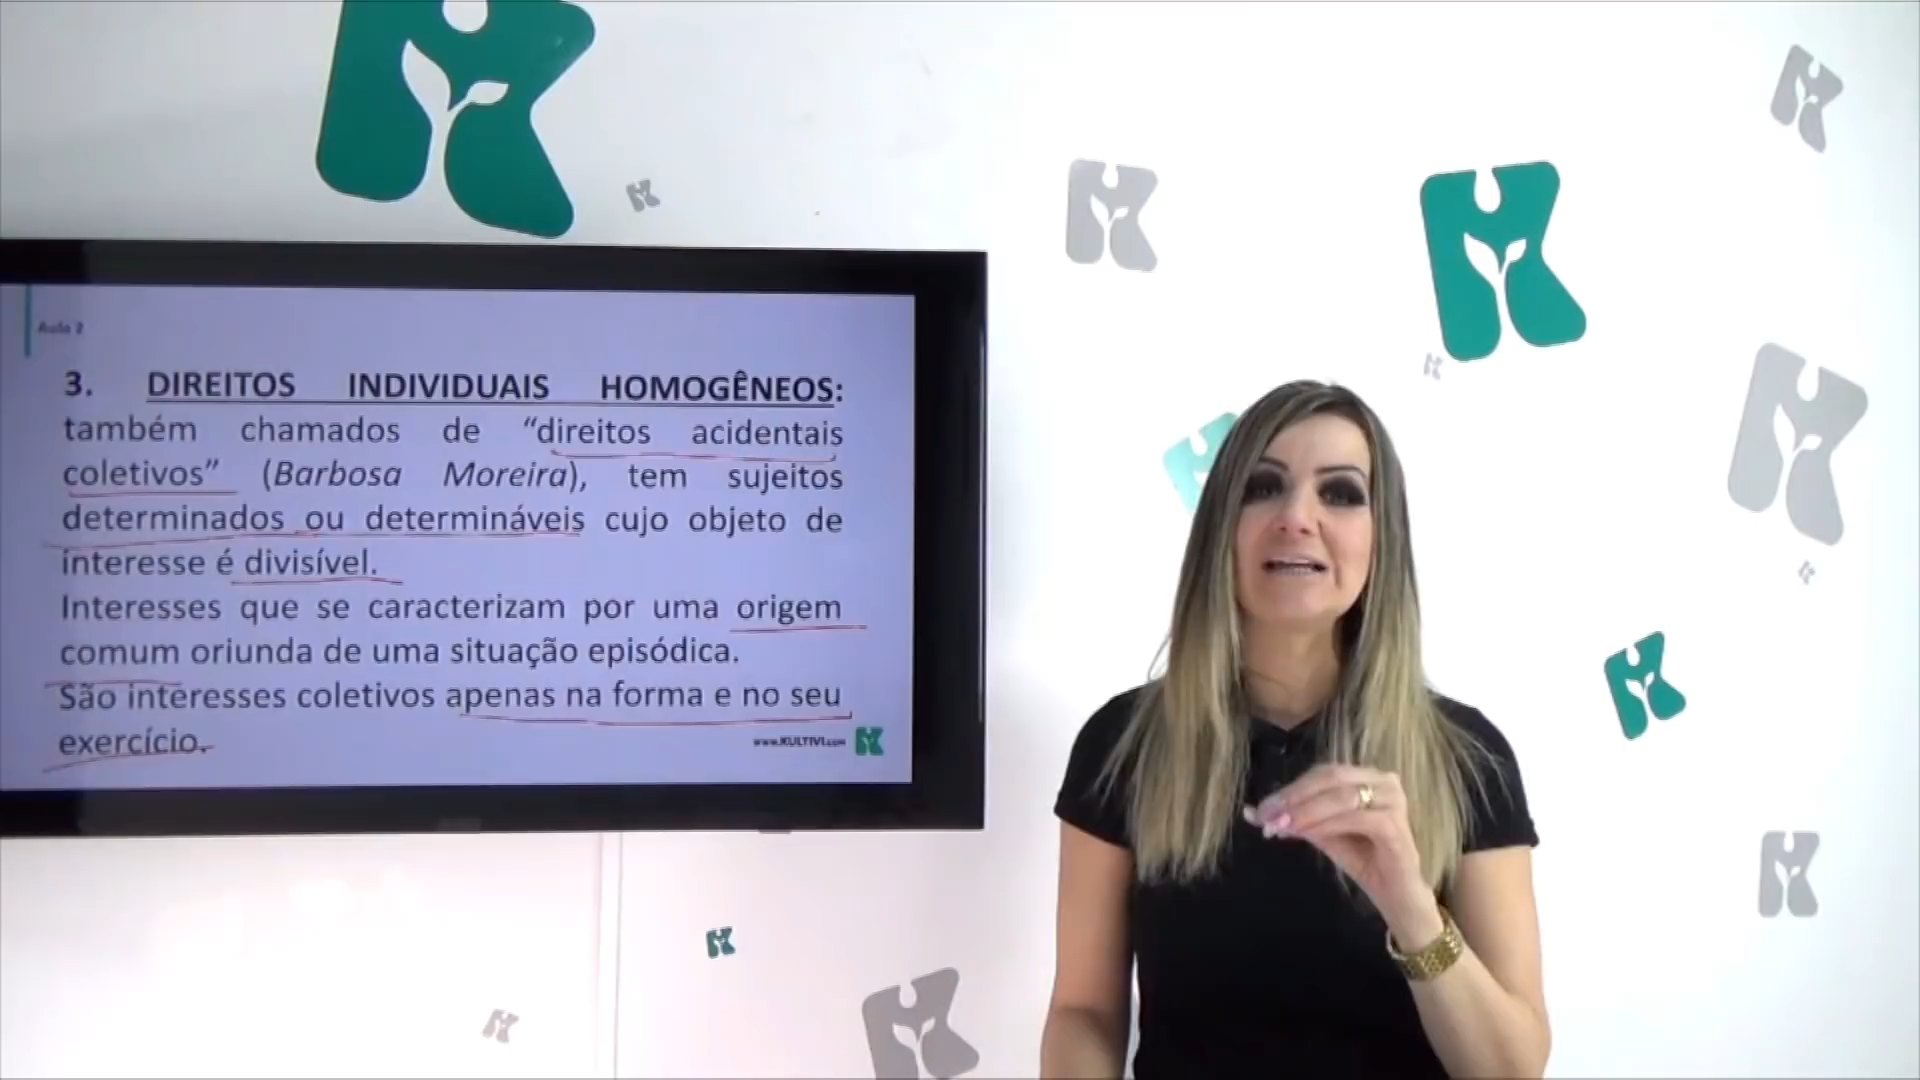 Aula 2
3. DIREITOS INDIVIDUAIS HOMOGÊNEOS:
também chamados de “direitos acidentais
coletivos” (Barbosa Moreira), tem sujeitos
determinados ou determináveis cujo objeto de
interesse é divisível.
Interesses que se caracterizam por uma origem
comum oriunda de uma situação episódica.
São interesses coletivos apenas na forma e no seu
exercício.
www.KULTIVI.com